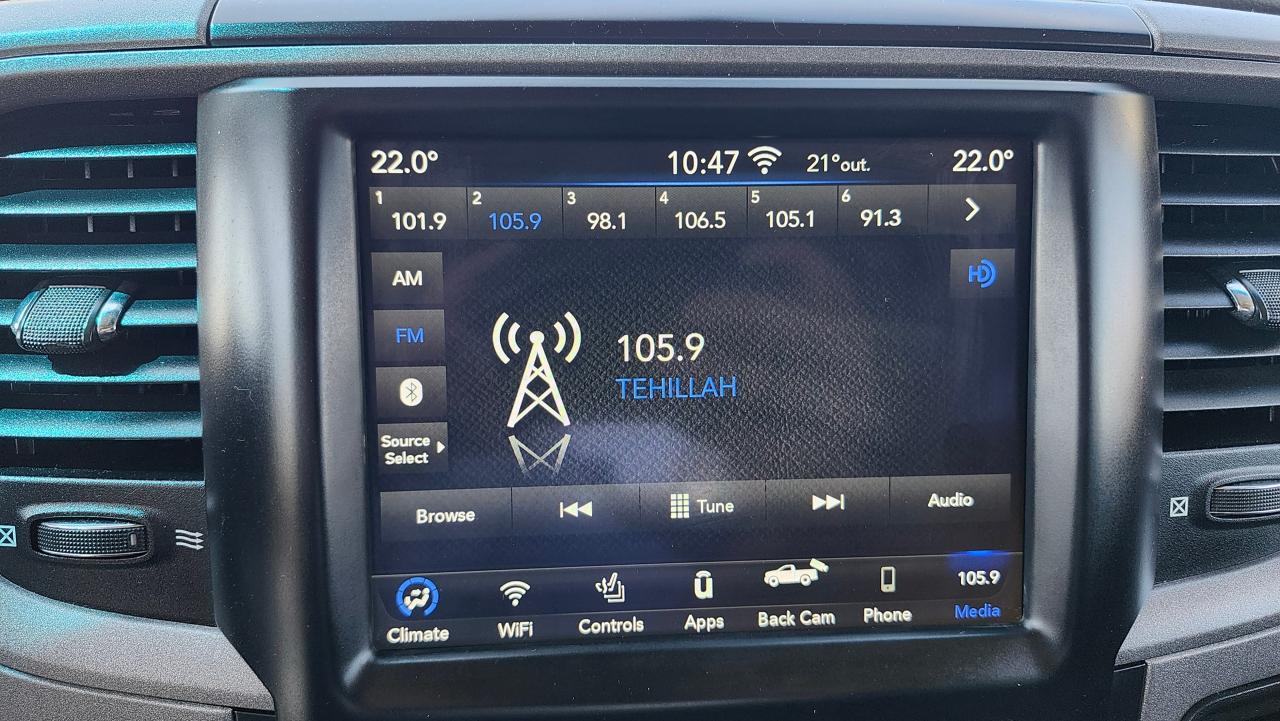 22.0° 10:47 21°out. 22.0°
1 2 3 4 5 6
101.9 105.9 98.1 106.5 105.1 91.3
AM
HD
FM
105.9
TEHILLAH
Source
Select
Browse Tune Audio
105.9
Climate WiFi Controls Apps Back Cam Phone Media